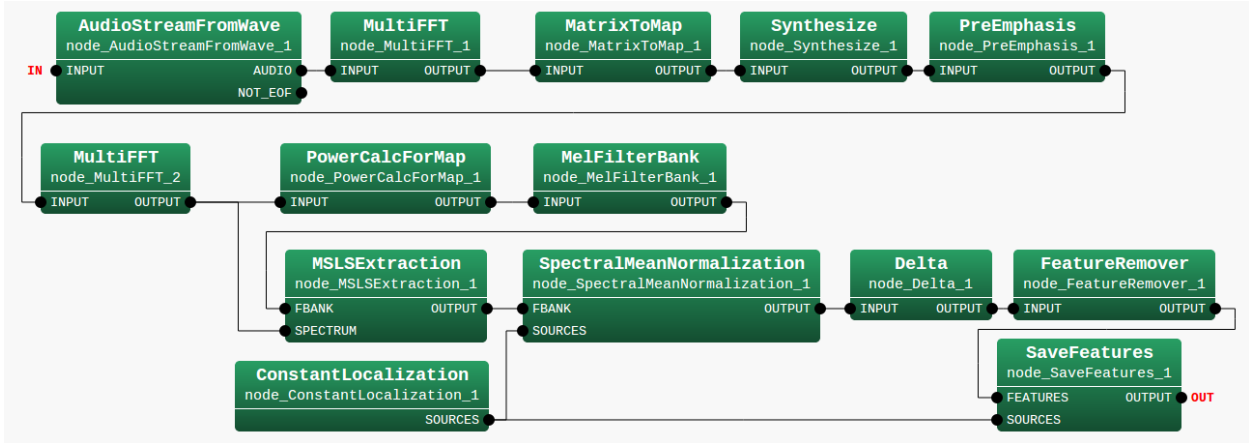 AudioStreamFromWave
node_AudioStreamFromWave_1
IN INPUT AUDIO
NOT_EOF
MultiFFT
node_MultiFFT_1
INPUT OUTPUT
MatrixToMap
node_MatrixToMap_1
INPUT OUTPUT
Synthesize
node_Synthesize_1
INPUT OUTPUT
PreEmphasis
node_PreEmphasis_1
INPUT OUTPUT
MultiFFT
node_MultiFFT_2
INPUT OUTPUT
PowerCalcForMap
node_PowerCalcForMap_1
INPUT OUTPUT
MelFilterBank
node_MelFilterBank_1
INPUT OUTPUT
MSLSExtraction
node_MSLSExtraction_1
FBANK OUTPUT
SPECTRUM
SpectralMeanNormalization
node_SpectralMeanNormalization_1
FBANK OUTPUT
SOURCES
Delta
node_Delta_1
INPUT OUTPUT
FeatureRemover
node_FeatureRemover_1
INPUT OUTPUT
ConstantLocalization
node_ConstantLocalization_1
SOURCES
SaveFeatures
node_SaveFeatures_1
FEATURES OUTPUT OUT
SOURCES